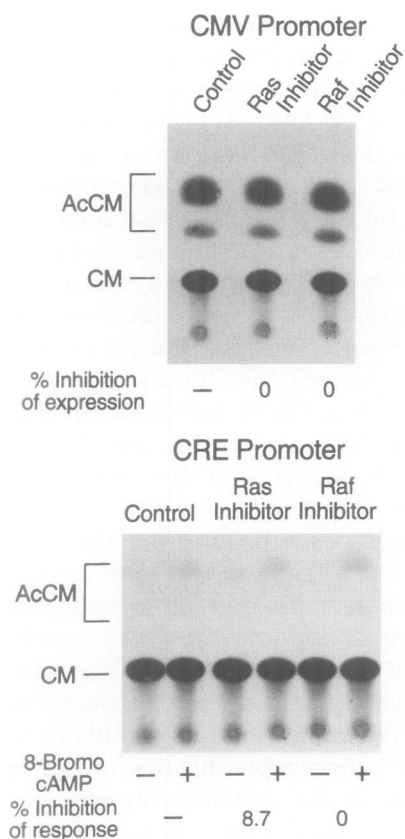 CMV Promoter
Control
Ras Inhibitor
Raf Inhibitor
AcCM
CM
% Inhibition of expression
— 0 0
CRE Promoter
Control
Ras Inhibitor
Raf Inhibitor
AcCM
CM
8-Bromo cAMP
— + — + — +
% Inhibition of response
— 8.7 0